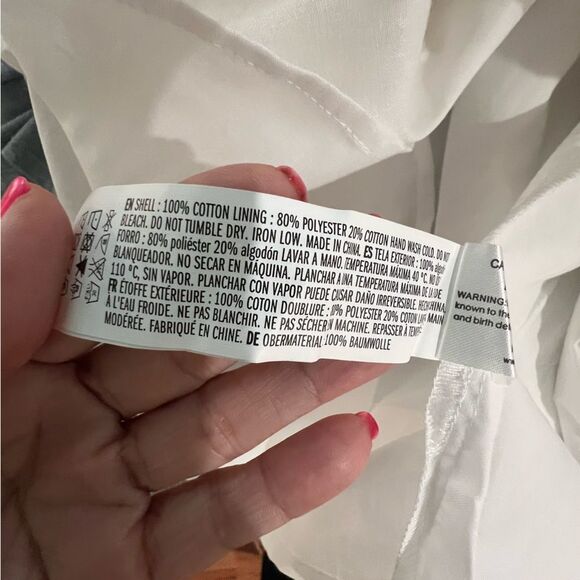 EN SHELL : 100% COTTON LINING : 80% POLYESTER 20% COTTON HAND WASH COLD. DO NOT
BLEACH. DO NOT TUMBLE DRY. IRON LOW. MADE IN CHINA. ES TELA EXTERIOR : 100% algod
FORRO : 80% poliéster 20% algodón LAVAR A MANO, TEMPERATURA MÁXIMA 40 °C. NO
BLANQUEADOR. NO SECAR EN MÁQUINA. PLANCHAR A UNA TEMPERATURA MÁXIMA DE
110 °C, SIN VAPOR. PLANCHAR CON VAPOR PUEDE CUSAR DAÑO IRREVERSIBLE.
FR ÉTOFFE EXTÉRIEURE : 100% COTON DOUBLURE : POLYESTER 20% COTON
À L'EAU FROIDE. NE PAS BLANCHIR. NE PAS SÉCHER MACHINE. REPASSER À
MODÉRÉE. FABRIQUÉ EN CHINE. DE OBERMATERIAL 100% BAUMWOLLE
CA
WARNING:
known to the
and birth de